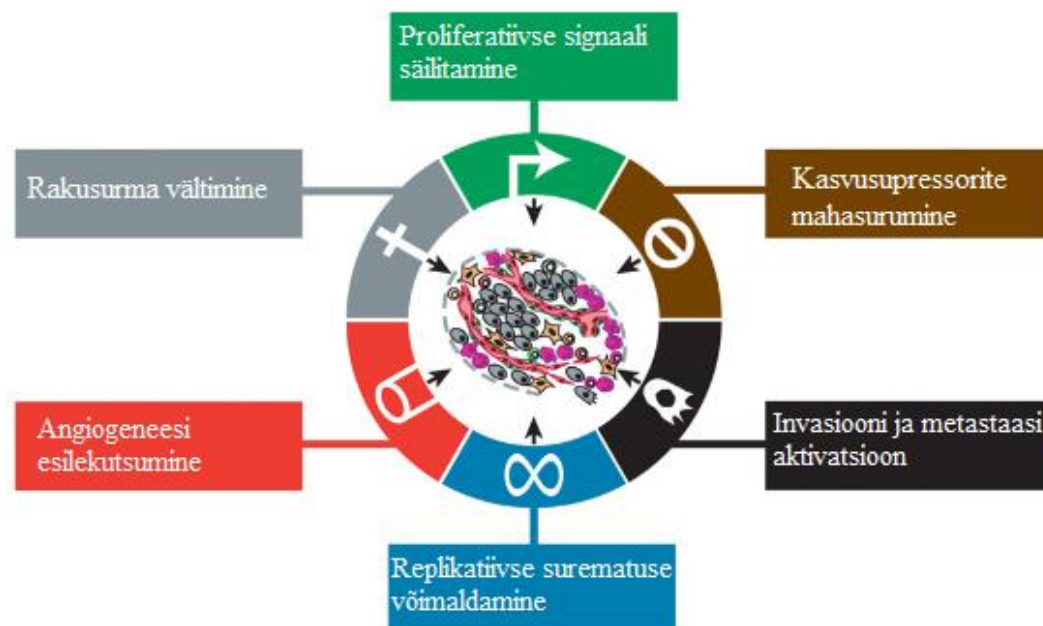 Proliferatiivse signaali
säilitamine
Rakusurma vältimine
Kasvusupressorite
mahasurumine
Angiogeneesi
esilekutsumine
Invasiooni ja metastaasi
aktivatsioon
Replikatiivse surematuse
võimaldamine